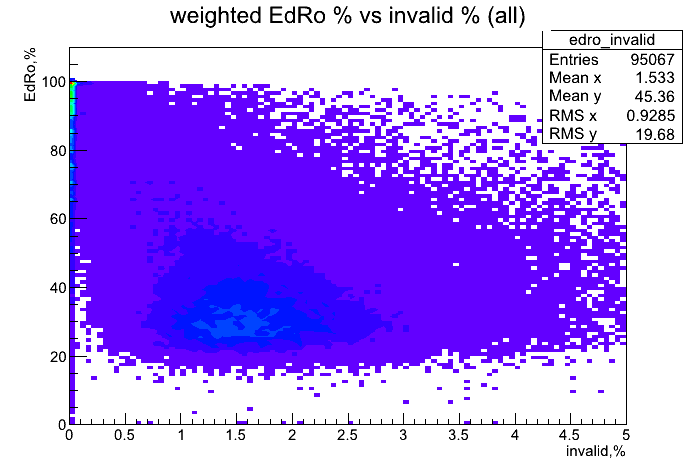 weighted EdRo % vs invalid % (all)
edro_invalid
Entries 95067
Mean x 1.533
Mean y 45.36
RMS x 0.9285
RMS y 19.68
EdRo,%
100
80
60
40
20
0
0 0.5 1 1.5 2 2.5 3 3.5 4 4.5 5
invalid,%